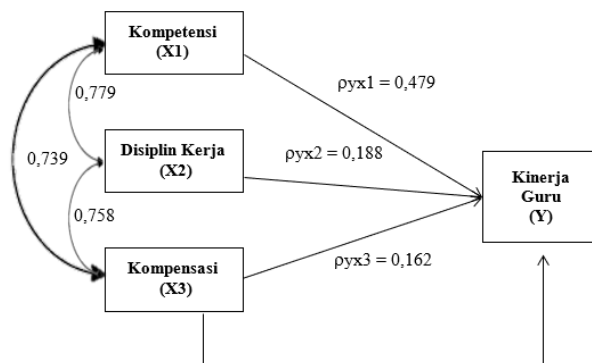 Kompetensi
(X1)
ρyx1 = 0,479
0,779
0,739
Disiplin Kerja
(X2)
ρyx2 = 0,188
Kinerja
Guru
(Y)
0,758
Kompensasi
(X3)
ρyx3 = 0,162